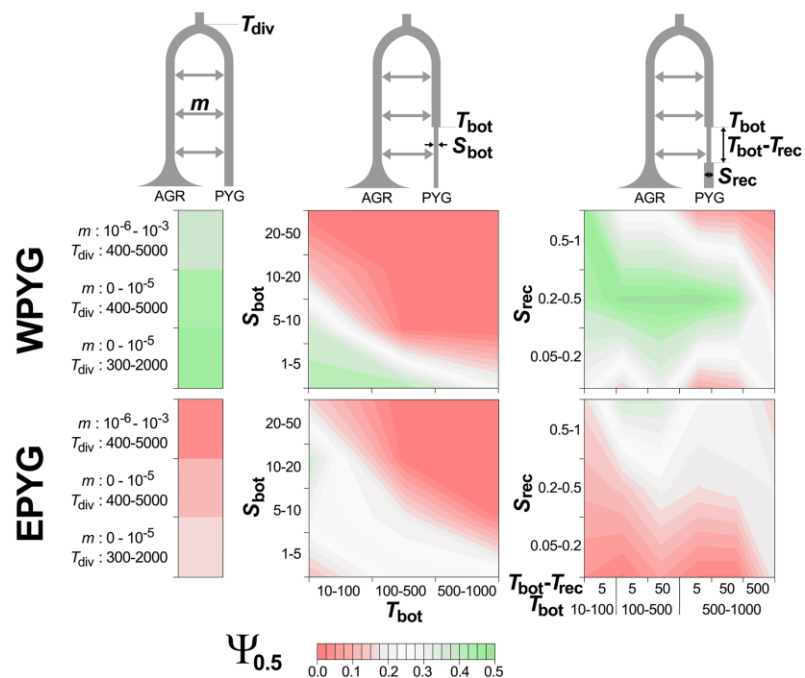 Tdiv
m
AGR PYG
Tbot
Sbot
AGR PYG
Tbot
Tbot-Trec
Srec
AGR PYG
WPYG
m : 10-6 - 10-3
Tdiv : 400-5000
m : 0 - 10-5
Tdiv : 400-5000
m : 0 - 10-5
Tdiv : 300-2000
Sbot
20-50
10-20
5-10
1-5
Srec
0.5-1
0.2-0.5
0.05-0.2
EPYG
m : 10-6 - 10-3
Tdiv : 400-5000
m : 0 - 10-5
Tdiv : 400-5000
m : 0 - 10-5
Tdiv : 300-2000
Sbot
20-50
10-20
5-10
1-5
10-100 100-500 500-1000
Tbot
Srec
0.5-1
0.2-0.5
0.05-0.2
Tbot-Trec 5 5 50 5 50 500
Tbot 10-100 100-500 500-1000
Ψ0.5
0.0 0.1 0.2 0.3 0.4 0.5